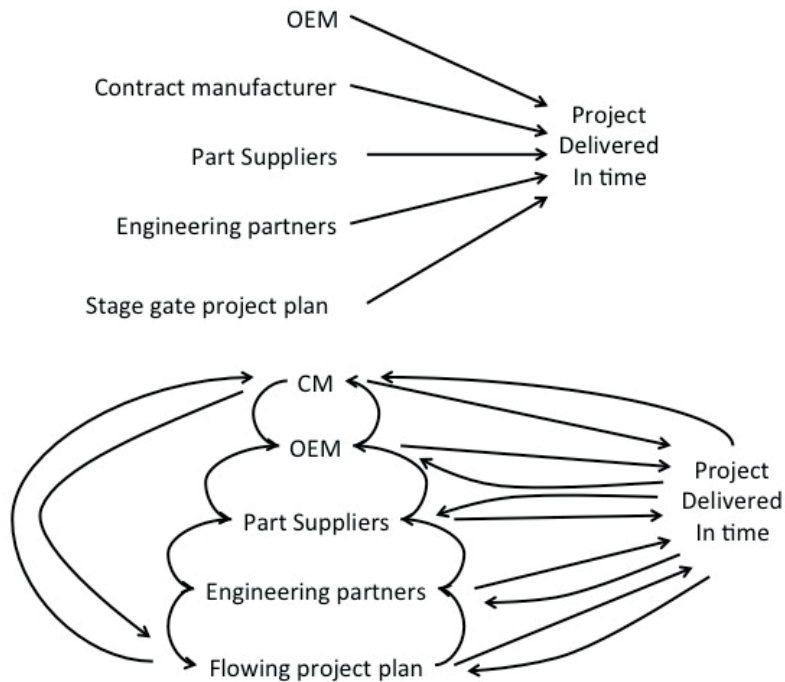 OEM
Contract manufacturer
Part Suppliers
Engineering partners
Stage gate project plan
Project
Delivered
In time
CM
OEM
Part Suppliers
Engineering partners
Flowing project plan
Project
Delivered
In time